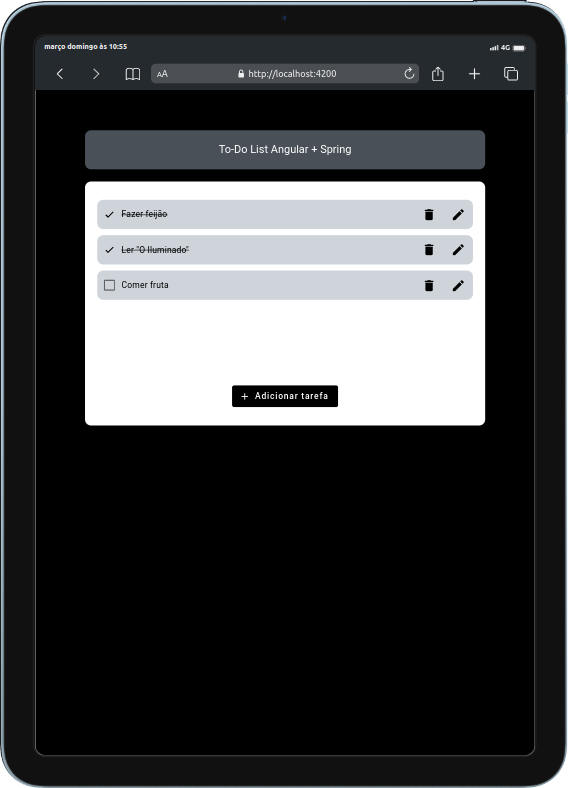 março domingo às 10:55
4G
AA
http://localhost:4200
To-Do List Angular + Spring
Fazer feijão
Ler "O Iluminado"
Comer fruta
+ Adicionar tarefa